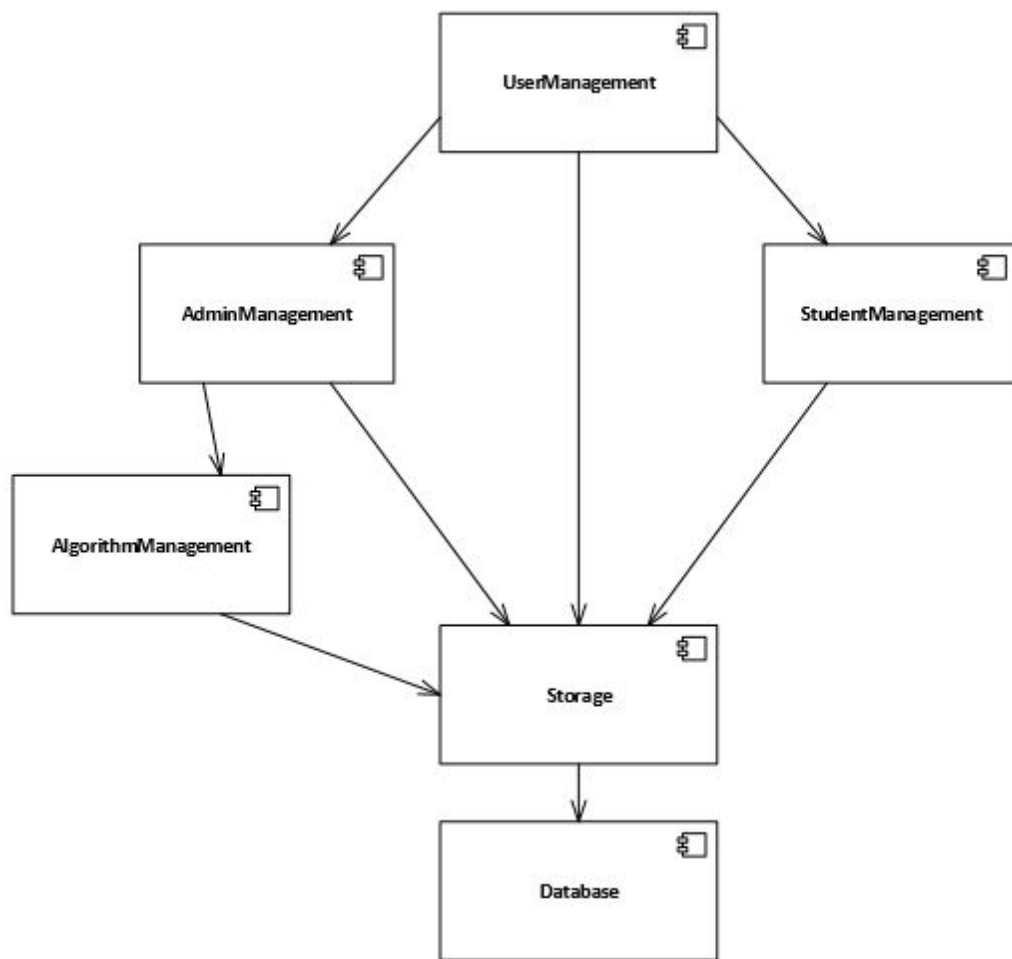 UserManagement
AdminManagement
StudentManagement
AlgorithmManagement
Storage
Database